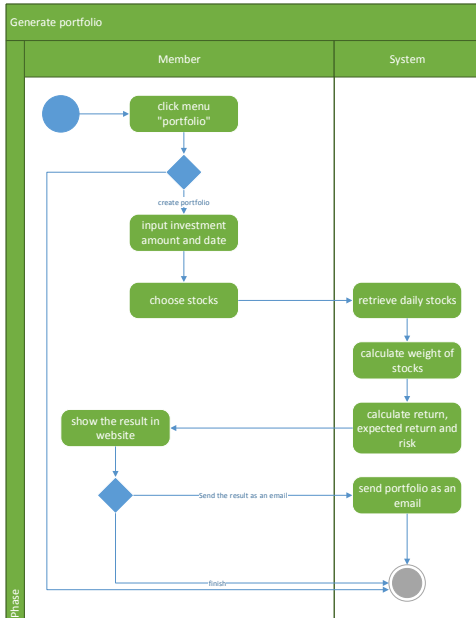 Generate portfolio
Member
System
click menu
"portfolio"
create portfolio
input investment
amount and date
choose stocks
retrieve daily stocks
calculate weight of
stocks
calculate return,
expected return and
risk
show the result in
website
Send the result as an email
send portfolio as an
email
finish
Phase